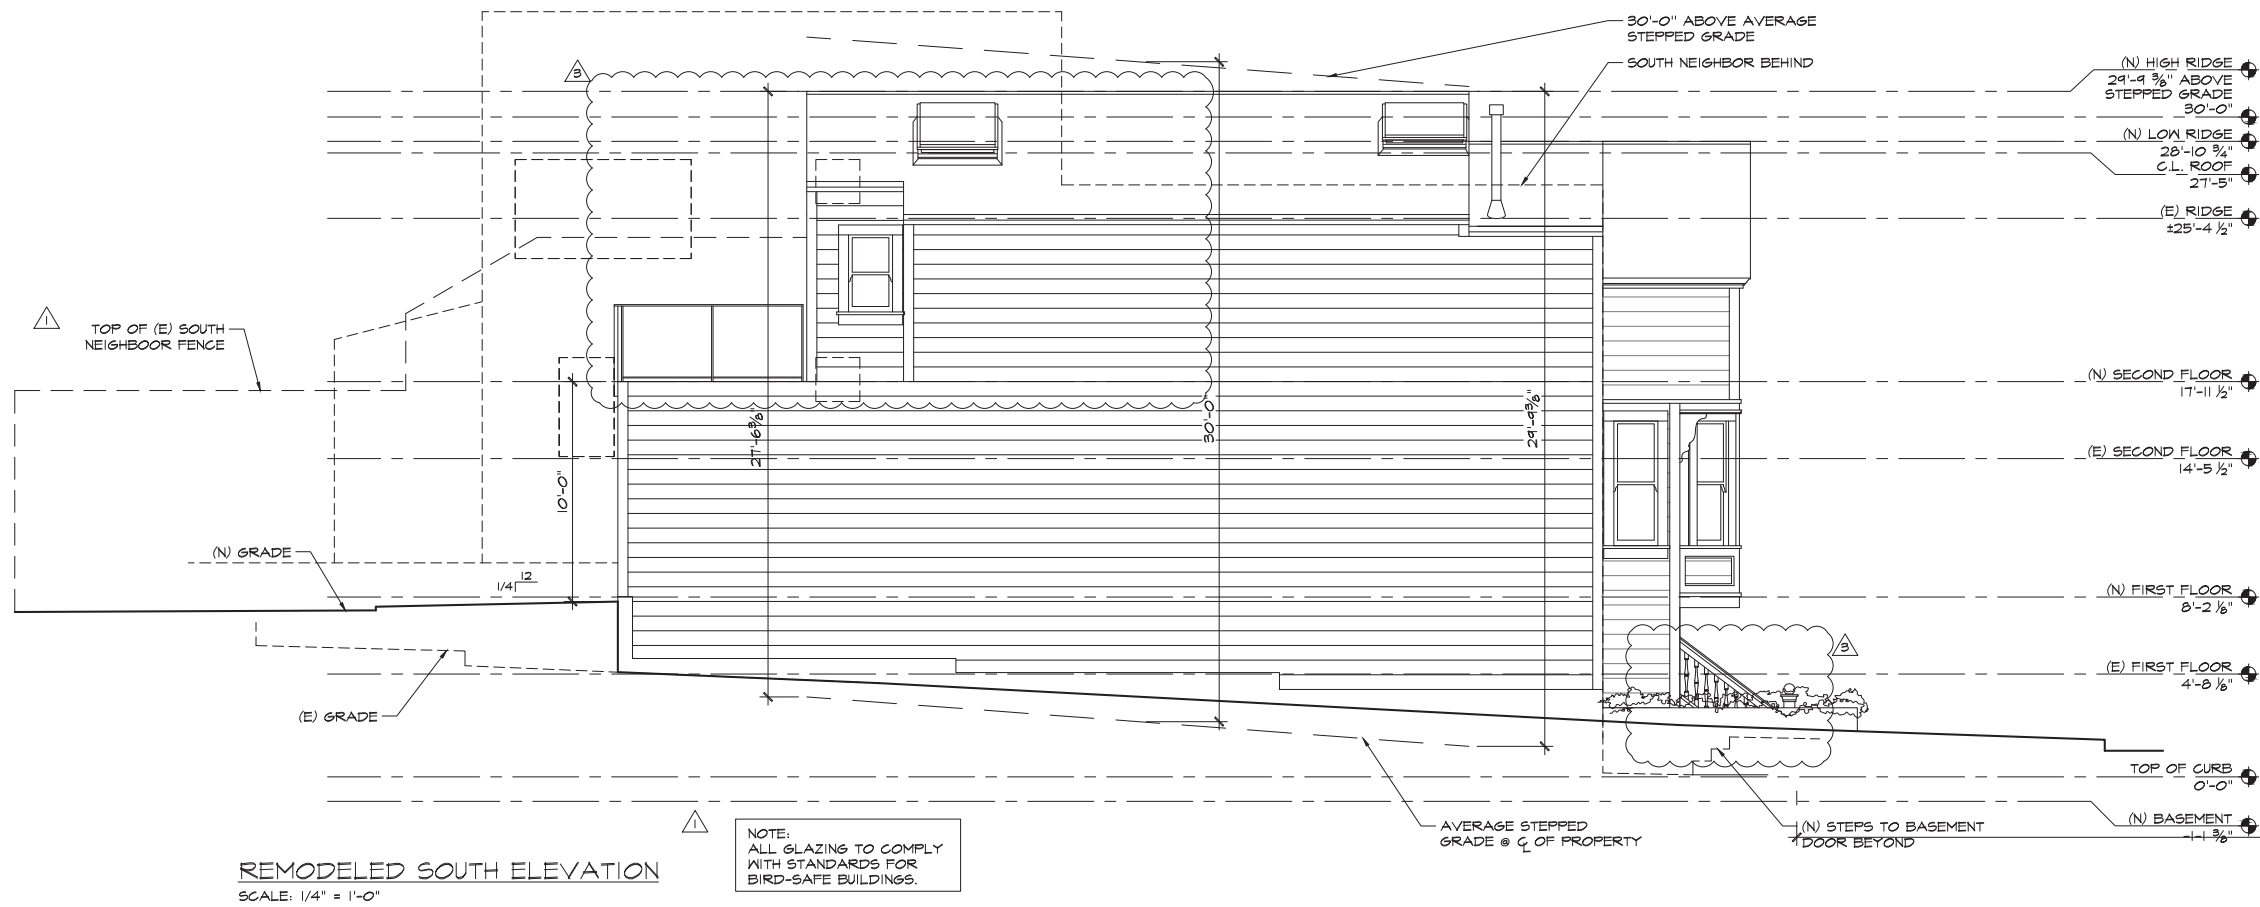 30'-0" ABOVE AVERAGE
STEPPED GRADE
SOUTH NEIGHBOR BEHIND
3
(N) HIGH RIDGE
29'-9 3/8" ABOVE
STEPPED GRADE
30'-0"
(N) LOW RIDGE
28'-10 3/4"
C.L. ROOF
27'-5"
(E) RIDGE
±25'-4 1/2"
1
TOP OF (E) SOUTH
NEIGHBOOR FENCE
(N) SECOND FLOOR
17'-11 1/2"
27'-6 3/8"
30'-0
29'-9 3/8"
10'-0"
(E) SECOND FLOOR
14'-5 1/2"
(N) GRADE
12
1/4
(N) FIRST FLOOR
8'-2 1/8"
3
(E) FIRST FLOOR
4'-8 1/8"
(E) GRADE
TOP OF CURB
0'-0"
1
NOTE:
ALL GLAZING TO COMPLY
WITH STANDARDS FOR
BIRD-SAFE BUILDINGS.
AVERAGE STEPPED
GRADE @ CL OF PROPERTY
(N) STEPS TO BASEMENT
DOOR BEYOND
(N) BASEMENT
-1'-1 3/8"
REMODELED SOUTH ELEVATION
SCALE: 1/4" = 1'-0"